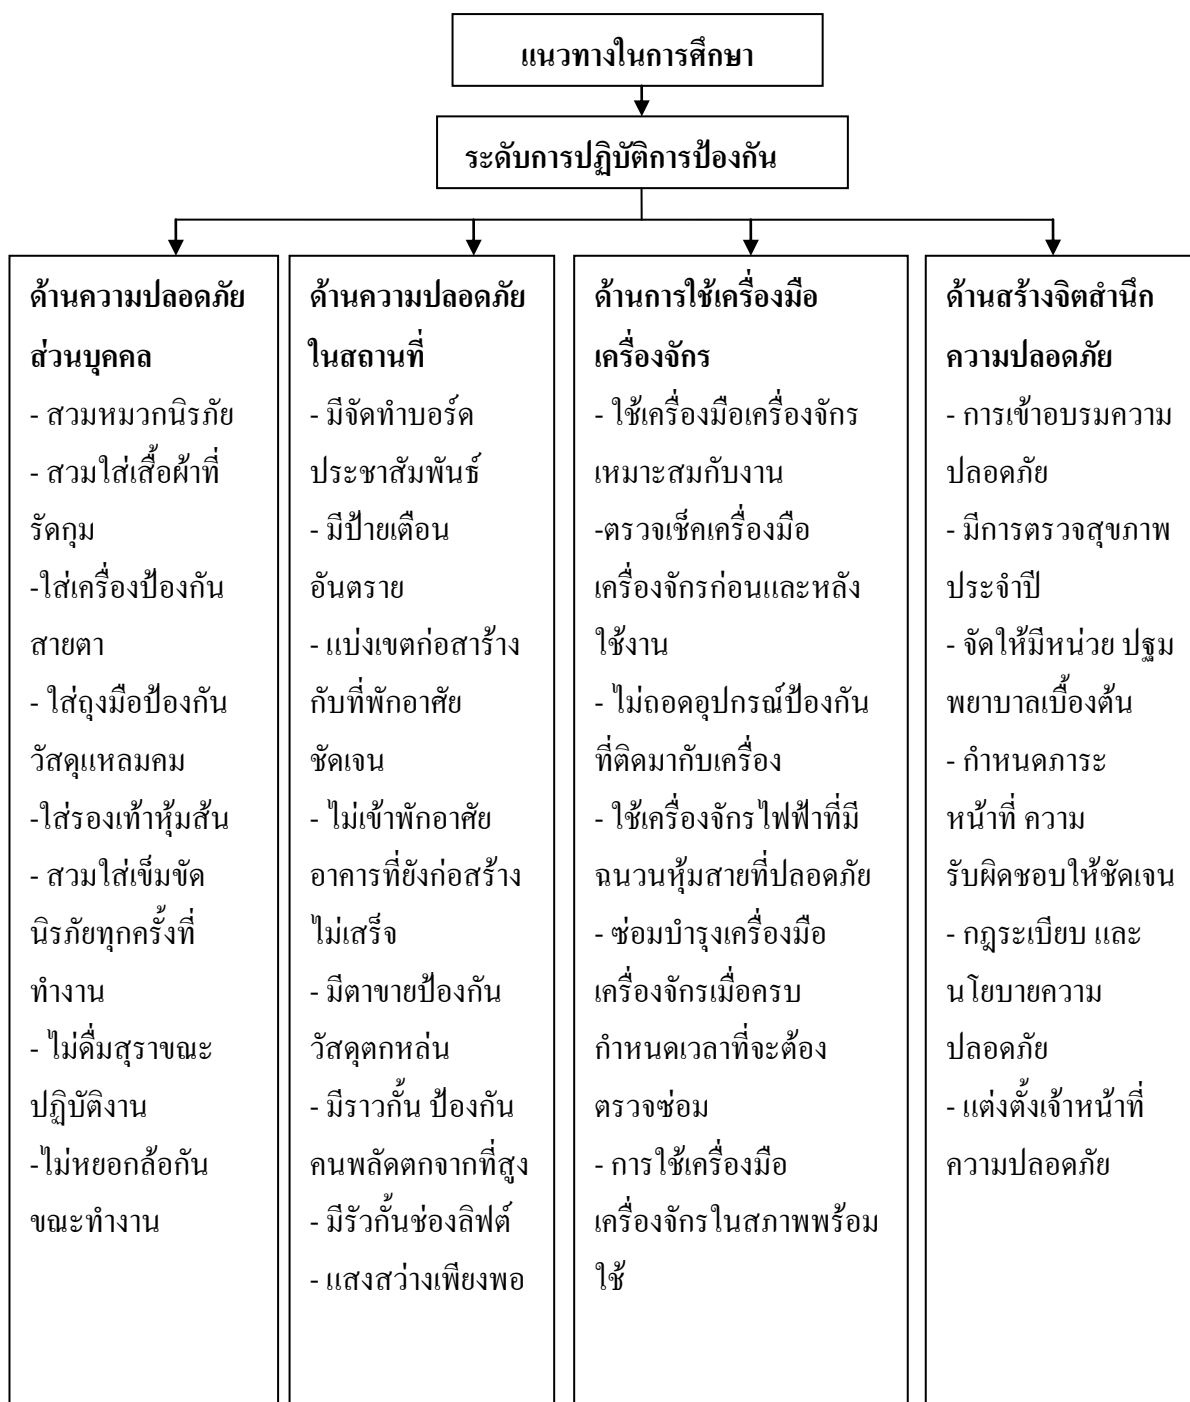 แนวทางในการศึกษา
ระดับการปฏิบัติการป้องกัน
ด้านความปลอดภัย
ส่วนบุคคล
- สวมหมวกนิรภัย
- สวมใส่เสื้อผ้าที่
รัดกุม
-ใส่เครื่องป้องกัน
สายตา
- ใส่ถุงมือป้องกัน
วัสดุแหลมคม
-ใส่รองเท้าหุ้มส้น
- สวมใส่เข็มขัด
นิรภัยทุกครั้งที่
ทำงาน
- ไม่ดื่มสุราขณะ
ปฏิบัติงาน
-ไม่หยอกล้อกัน
ขณะทำงาน
ด้านความปลอดภัย
ในสถานที่
- มีจัดทำบอร์ด
ประชาสัมพันธ์
- มีป้ายเตือน
อันตราย
- แบ่งเขตก่อสาร้าง
กับที่พักอาศัย
ชัดเจน
- ไม่เข้าพักอาศัย
อาคารที่ยังก่อสร้าง
ไม่เสร็จ
- มีตาขายป้องกัน
วัสดุตกหล่น
- มีราวกั้น ป้องกัน
คนพลัดตกจากที่สูง
- มีรัวกั้นช่องลิฟต์
- แสงสว่างเพียงพอ
ด้านการใช้เครื่องมือ
เครื่องจักร
- ใช้เครื่องมือเครื่องจักร
เหมาะสมกับงาน
-ตรวจเช็คเครื่องมือ
เครื่องจักรก่อนและหลัง
ใช้งาน
- ไม่ถอดอุปกรณ์ป้องกัน
ที่ติดมากับเครื่อง
- ใช้เครื่องจักรไฟฟ้าที่มี
ฉนวนหุ้มสายที่ปลอดภัย
- ซ่อมบำรุงเครื่องมือ
เครื่องจักรเมื่อครบ
กำหนดเวลาที่จะต้อง
ตรวจซ่อม
- การใช้เครื่องมือ
เครื่องจักรในสภาพพร้อม
ใช้
ด้านสร้างจิตสำนึก
ความปลอดภัย
- การเข้าอบรมความ
ปลอดภัย
- มีการตรวจสุขภาพ
ประจำปี
- จัดให้มีหน่วย ปฐม
พยาบาลเบื้องต้น
- กำหนดภาระ
หน้าที่ ความ
รับผิดชอบให้ชัดเจน
- กฎระเบียบ และ
นโยบายความ
ปลอดภัย
- แต่งตั้งเจ้าหน้าที่
ความปลอดภัย